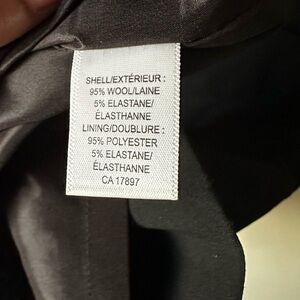 SHELL/EXTÉRIEUR :
95% WOOL/LAINE
5% ELASTANE/
ÉLASTHANNE
LINING/DOUBLURE :
95% POLYESTER
5% ELASTANE/
ÉLASTHANNE
CA 17897